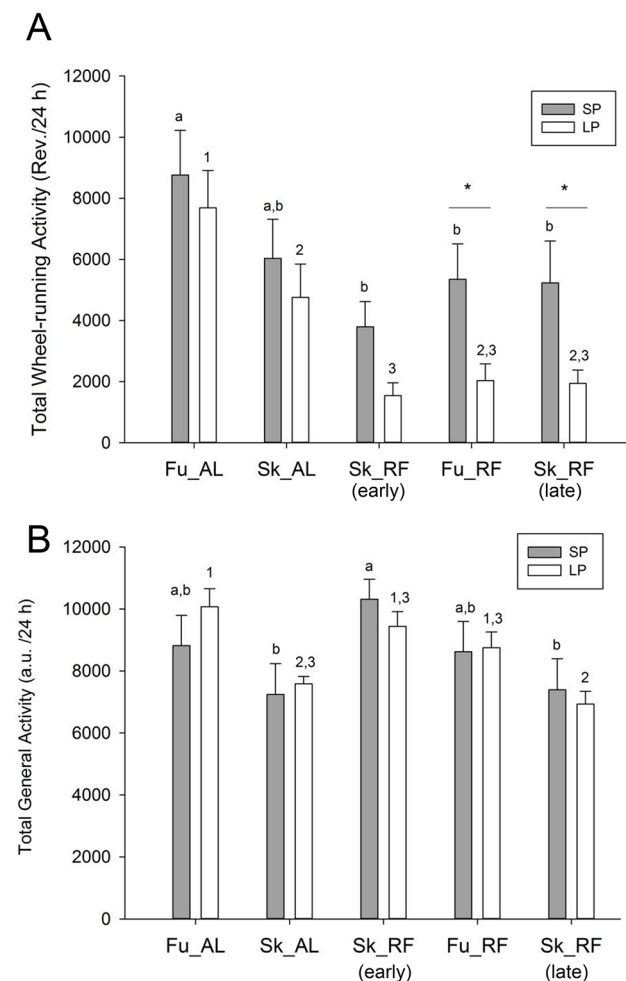 A
Total Wheel-running Activity (Rev./24 h)
12000
10000
8000
6000
4000
2000
0
SP
LP
a
1
a,b
2
b
3
*
b
2,3
*
b
2,3
Fu_AL
Sk_AL
Sk_RF
(early)
Fu_RF
Sk_RF
(late)
B
Total General Activity (a.u. /24 h)
12000
10000
8000
6000
4000
2000
0
SP
LP
a,b
1
b
2,3
a
1,3
a,b
1,3
b
2
Fu_AL
Sk_AL
Sk_RF
(early)
Fu_RF
Sk_RF
(late)